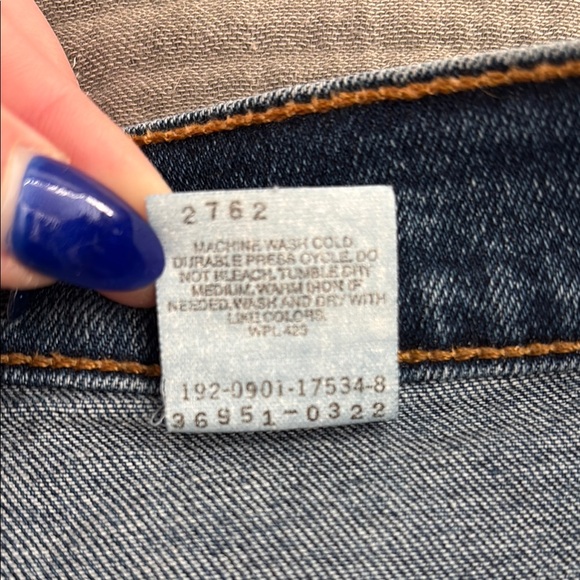 2762
MACHINE WASH COLD
DURABLE PRESS CYCLE. DO
NOT BLEACH. TUMBLE DRY
MEDIUM. WARM IRON IF
NEEDED. WASH AND DRY WITH
LIKE COLORS.
WPL 423
192-0901-17534-8
36951-0322